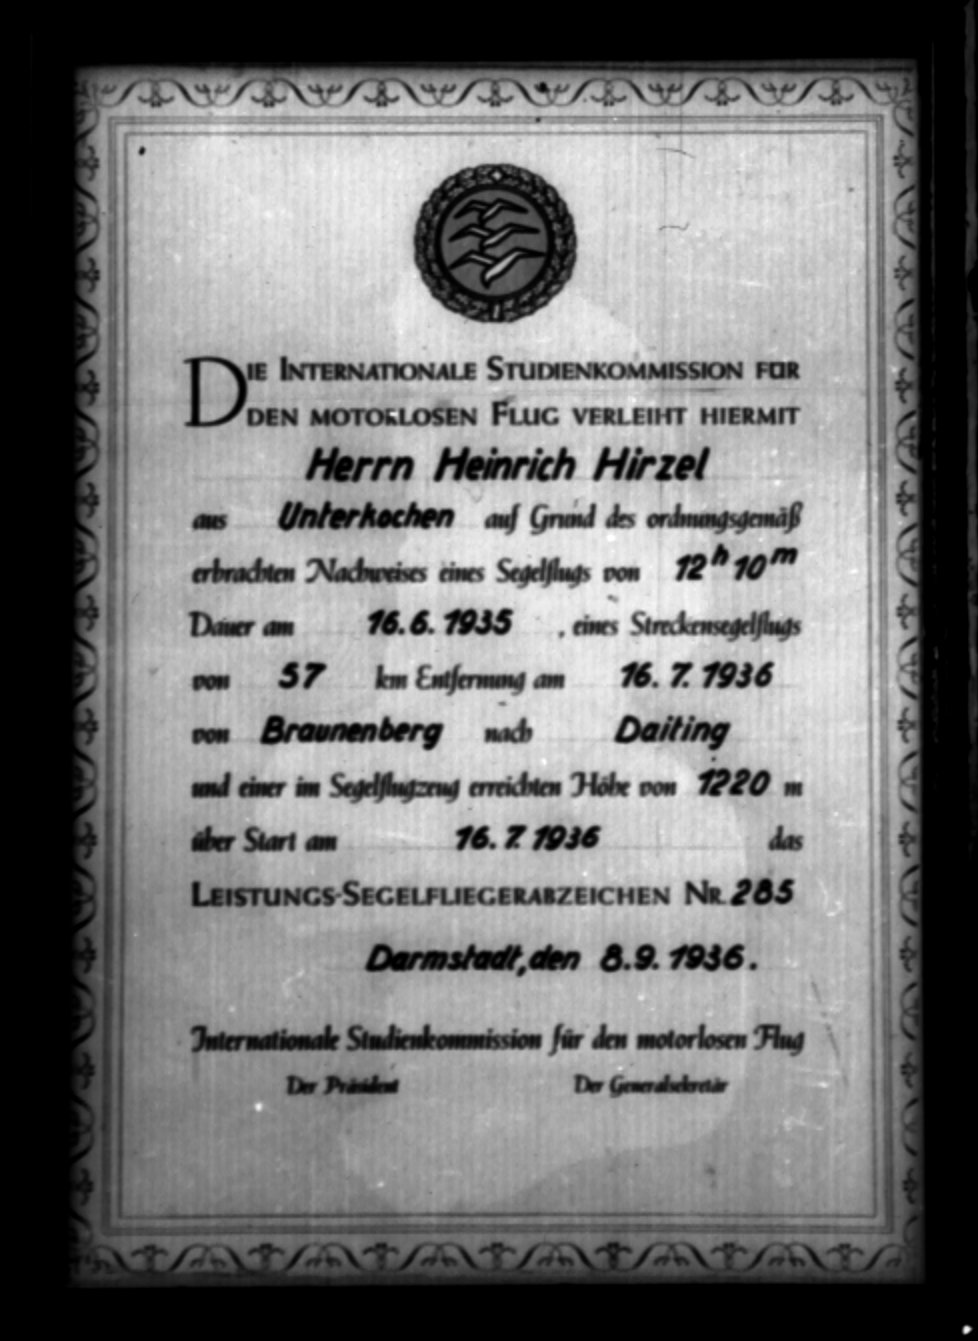 DIE INTERNATIONALE STUDIENKOMMISSION FÜR
DEN MOTORLOSEN FLUG VERLEIHT HIERMIT
Herrn Heinrich Hirzel
aus Unterkochen auf Grund des ordnungsgemäß
erbrachten Nachweises eines Segelflugs von 12 h 10 m
Dauer am 16.6.1935, eines Streckensegelflugs
von 57 km Entfernung am 16.7.1936
von Braunenberg nach Daiting
und einer im Segelflugzeug erreichten Höhe von 1220 m
über Start am 16.7.1936 das
LEISTUNGS-SEGELFLIEGERABZEICHEN NR. 285
Darmstadt, den 8.9.1936.
Internationale Studienkommission für den motorlosen Flug
Der Präsident Der Generalsekretär